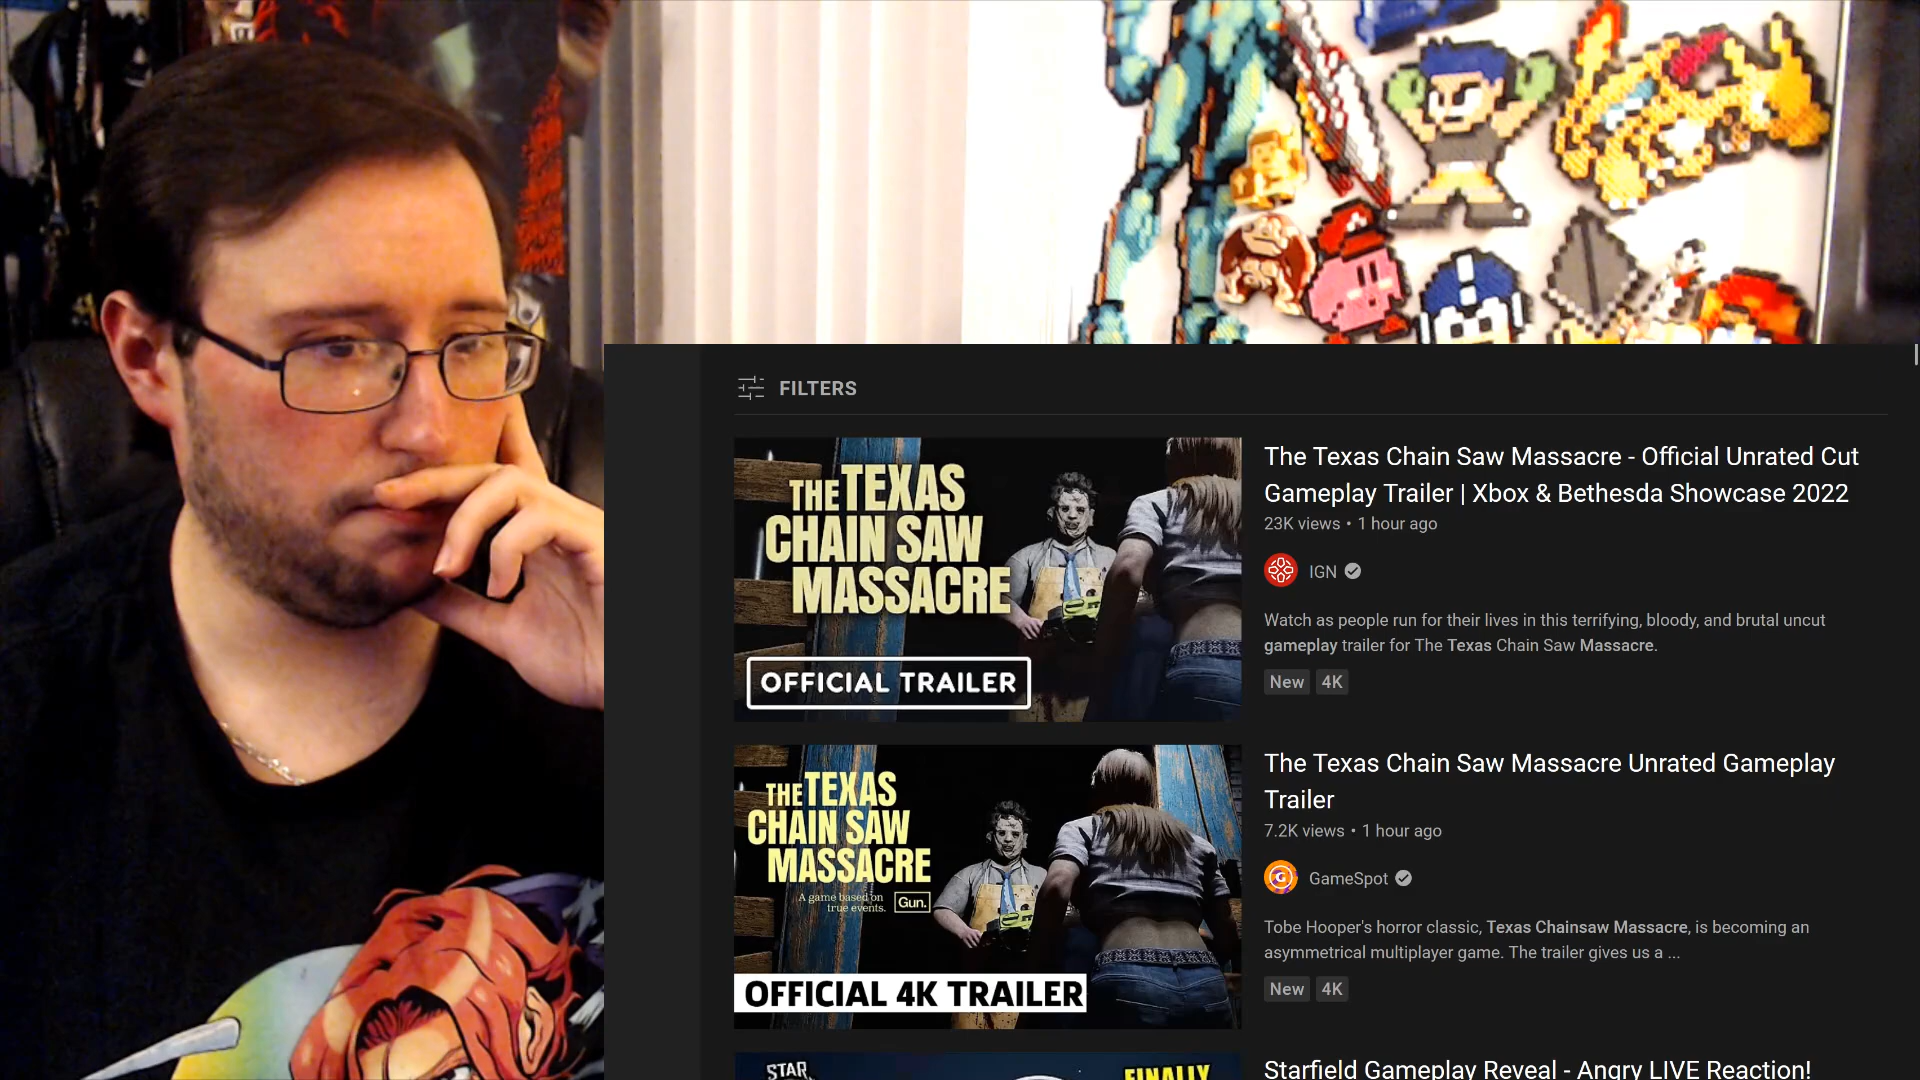 FILTERS
THE TEXAS
CHAIN SAW
MASSACRE
OFFICIAL TRAILER
The Texas Chain Saw Massacre - Official Unrated Cut
Gameplay Trailer | Xbox & Bethesda Showcase 2022
23K views • 1 hour ago
IGN
Watch as people run for their lives in this terrifying, bloody, and brutal uncut
gameplay trailer for The Texas Chain Saw Massacre.
New 4K
THE TEXAS
CHAIN SAW
MASSACRE
A game based on
true events.
Gun.
OFFICIAL 4K TRAILER
The Texas Chain Saw Massacre Unrated Gameplay
Trailer
7.2K views • 1 hour ago
G
GameSpot
Tobe Hooper's horror classic, Texas Chainsaw Massacre, is becoming an
asymmetrical multiplayer game. The trailer gives us a ...
New 4K
STAR
FINALLY
Starfield Gameplay Reveal - Angry LIVE Reaction!